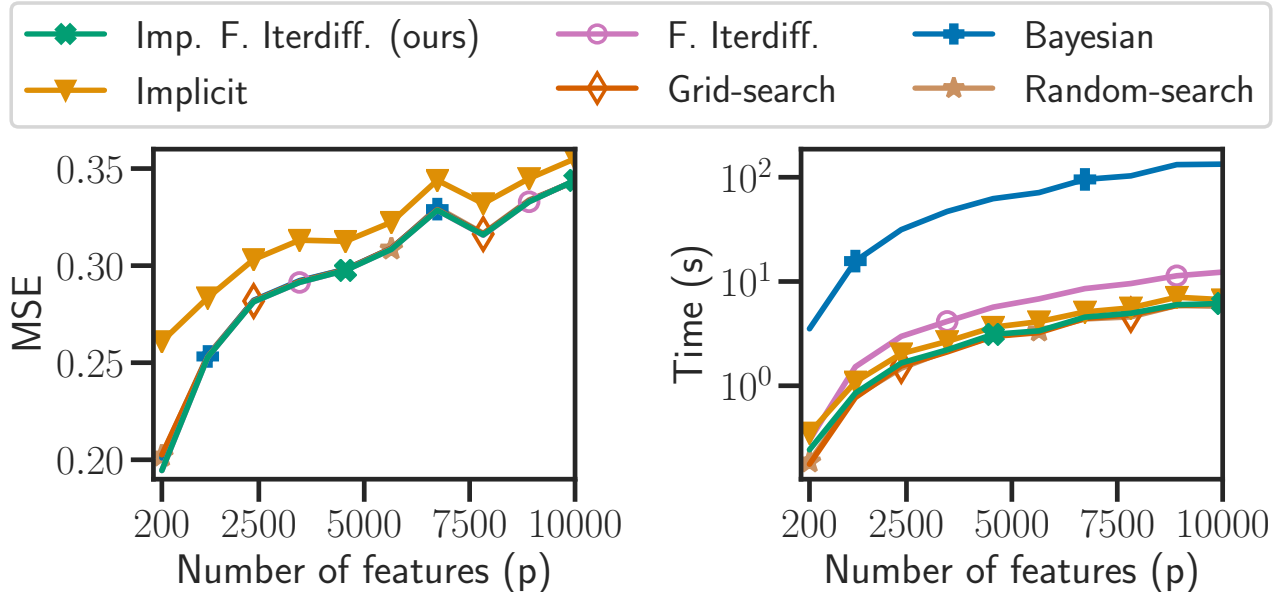 Imp. F. Iterdiff. (ours) F. Iterdiff. Bayesian
Implicit Grid-search Random-search
MSE
0.35
0.30
0.25
0.20
200 2500 5000 7500 10000
Number of features (p)
Time (s)
10^2
10^1
10^0
200 2500 5000 7500 10000
Number of features (p)